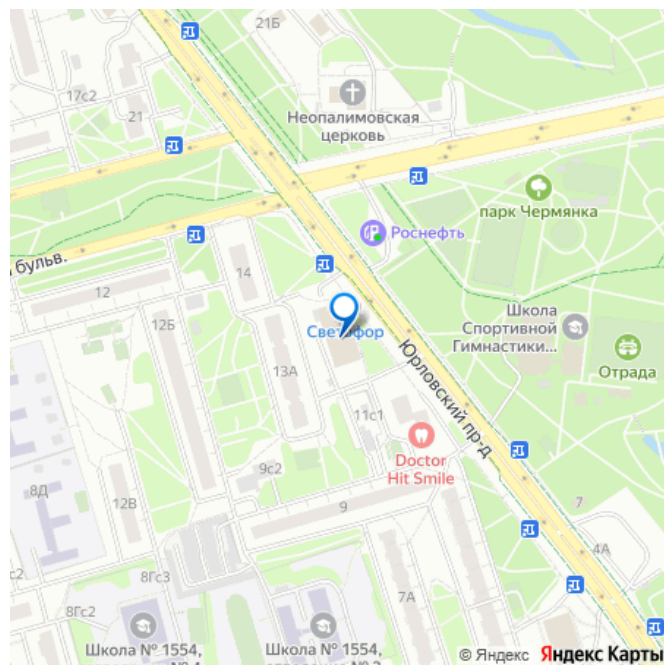 21Б
17с2
21
Неопалимовская
церковь
парк Чермянка
Роснефть
бульв.
14
12
Светофор
12Б
Школа
Спортивной
Гимнастики...
Отрада
Юрловский пр-д
13А
11с1
Doctor
Hit Smile
9с2
8Д
12В
9
7
4А
8Гс3
8Гс2
7А
Школа № 1554,
Школа № 1554,
© Яндекс Яндекс Карты